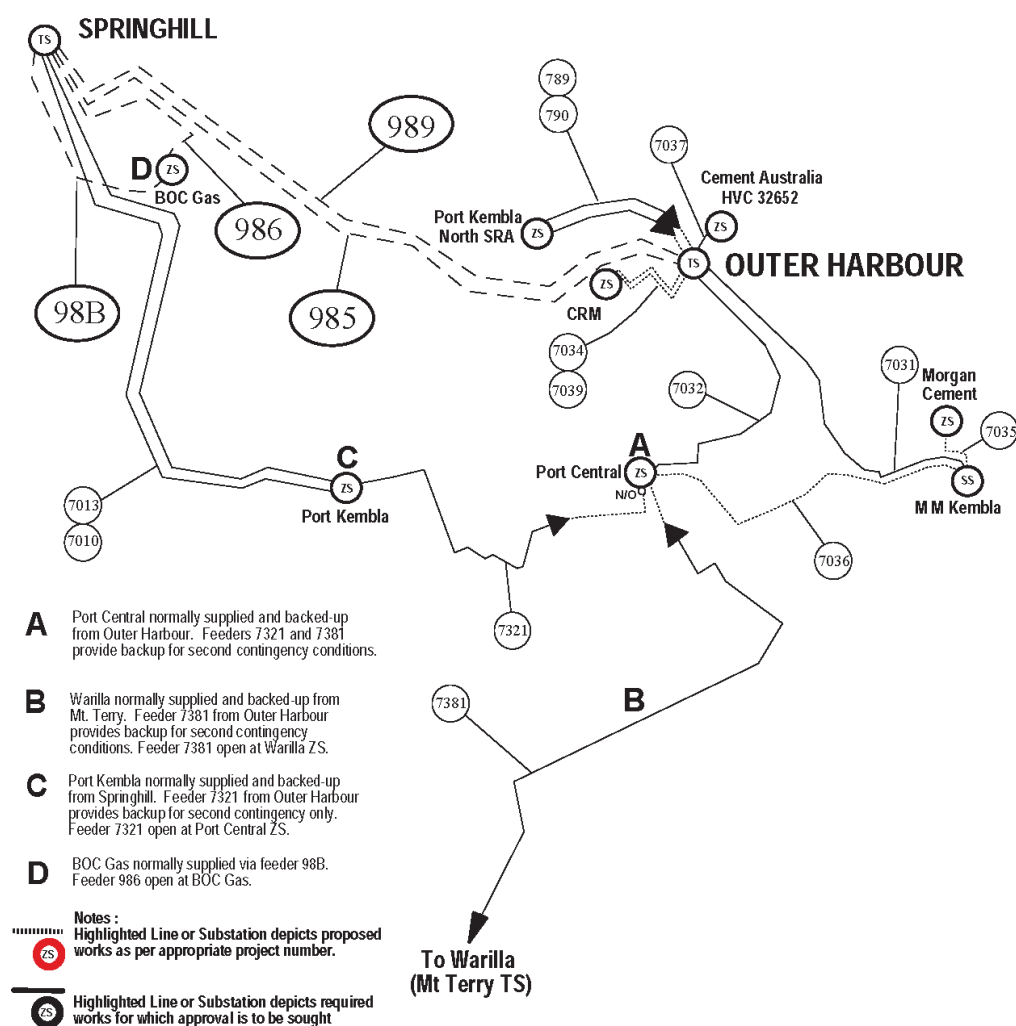 SPRINGHILL
TS
789
790
989
7037
D
ZS
BOC Gas
Cement Australia
HVC 32652
ZS
Port Kembla
North SRA
ZS
986
TS
OUTER HARBOUR
ZS
CRM
98B
985
7034
7039
7032
7031
Morgan
Cement
ZS
7035
A
Port Central
ZS
N/O
C
ZS
Port Kembla
SS
M M Kembla
7013
7010
7036
7321
A
Port Central normally supplied and backed-up
from Outer Harbour. Feeders 7321 and 7381
provide backup for second contingency conditions.
B
7381
B
Warilla normally supplied and backed-up from
Mt. Terry. Feeder 7381 from Outer Harbour
provides backup for second contingency
conditions. Feeder 7381 open at Warilla ZS.
C
Port Kembla normally supplied and backed-up
from Springhill. Feeder 7321 from Outer Harbour
provides backup for second contingency only.
Feeder 7321 open at Port Central ZS.
D
BOC Gas normally supplied via feeder 98B.
Feeder 986 open at BOC Gas.
Notes :
Highlighted Line or Substation depicts proposed
works as per appropriate project number.
ZS
To Warilla
(Mt Terry TS)
Highlighted Line or Substation depicts required
works for which approval is to be sought
ZS